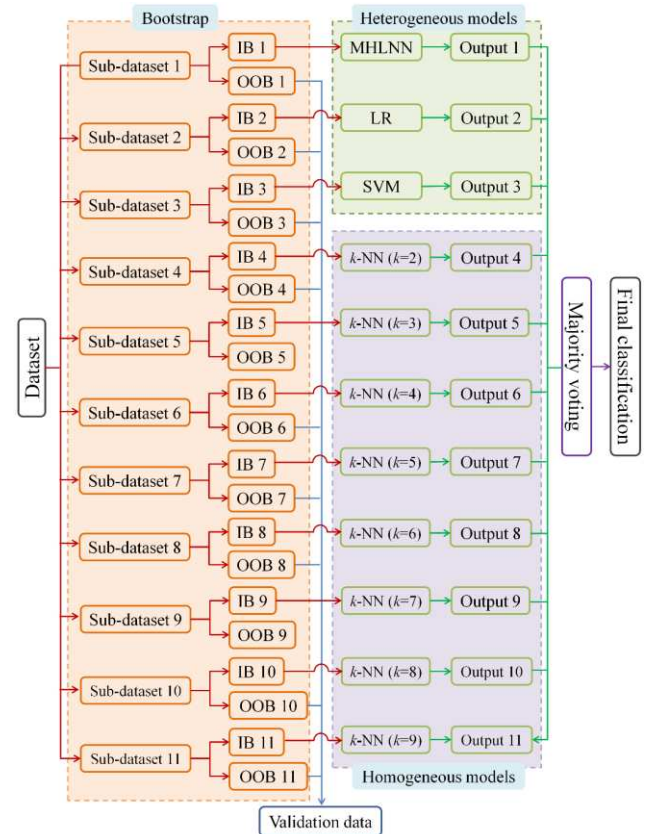 Bootstrap
Heterogeneous models
Dataset
Sub-dataset 1
IB 1
OOB 1
MHLNN
Output 1
Sub-dataset 2
IB 2
OOB 2
LR
Output 2
Sub-dataset 3
IB 3
OOB 3
SVM
Output 3
Sub-dataset 4
IB 4
OOB 4
k-NN (k=2)
Output 4
Sub-dataset 5
IB 5
OOB 5
k-NN (k=3)
Output 5
Sub-dataset 6
IB 6
OOB 6
k-NN (k=4)
Output 6
Sub-dataset 7
IB 7
OOB 7
k-NN (k=5)
Output 7
Sub-dataset 8
IB 8
OOB 8
k-NN (k=6)
Output 8
Sub-dataset 9
IB 9
OOB 9
k-NN (k=7)
Output 9
Sub-dataset 10
IB 10
OOB 10
k-NN (k=8)
Output 10
Sub-dataset 11
IB 11
OOB 11
k-NN (k=9)
Output 11
Homogeneous models
Majority voting
Final classification
Validation data